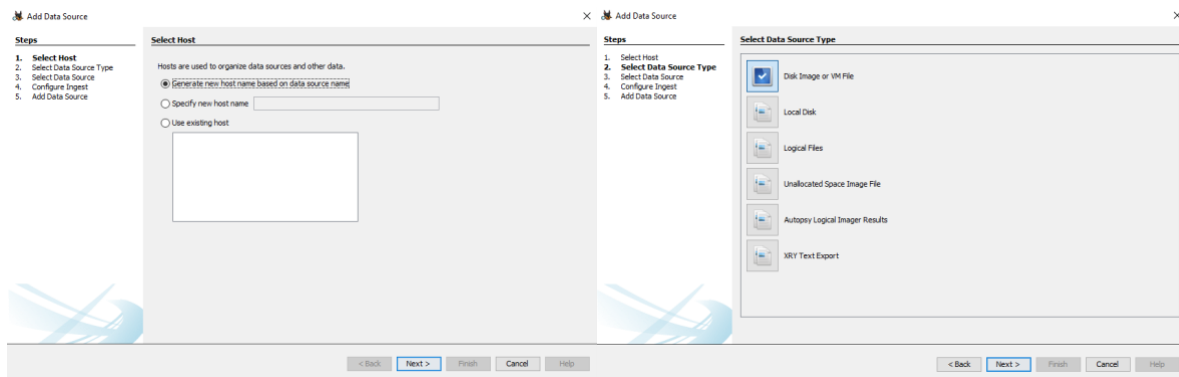 Add Data Source
Steps
1. Select Host
2. Select Data Source Type
3. Select Data Source
4. Configure Ingest
5. Add Data Source
Select Host
Hosts are used to organize data sources and other data.
Generate new host name based on data source name
Specify new host name
Use existing host
< Back Next > Finish Cancel Help
Add Data Source
Steps
1. Select Host
2. Select Data Source Type
3. Select Data Source
4. Configure Ingest
5. Add Data Source
Select Data Source Type
Disk Image or VM File
Local Disk
Logical Files
Unallocated Space Image File
Autopsy Logical Imager Results
XRY Text Export
< Back Next > Finish Cancel Help